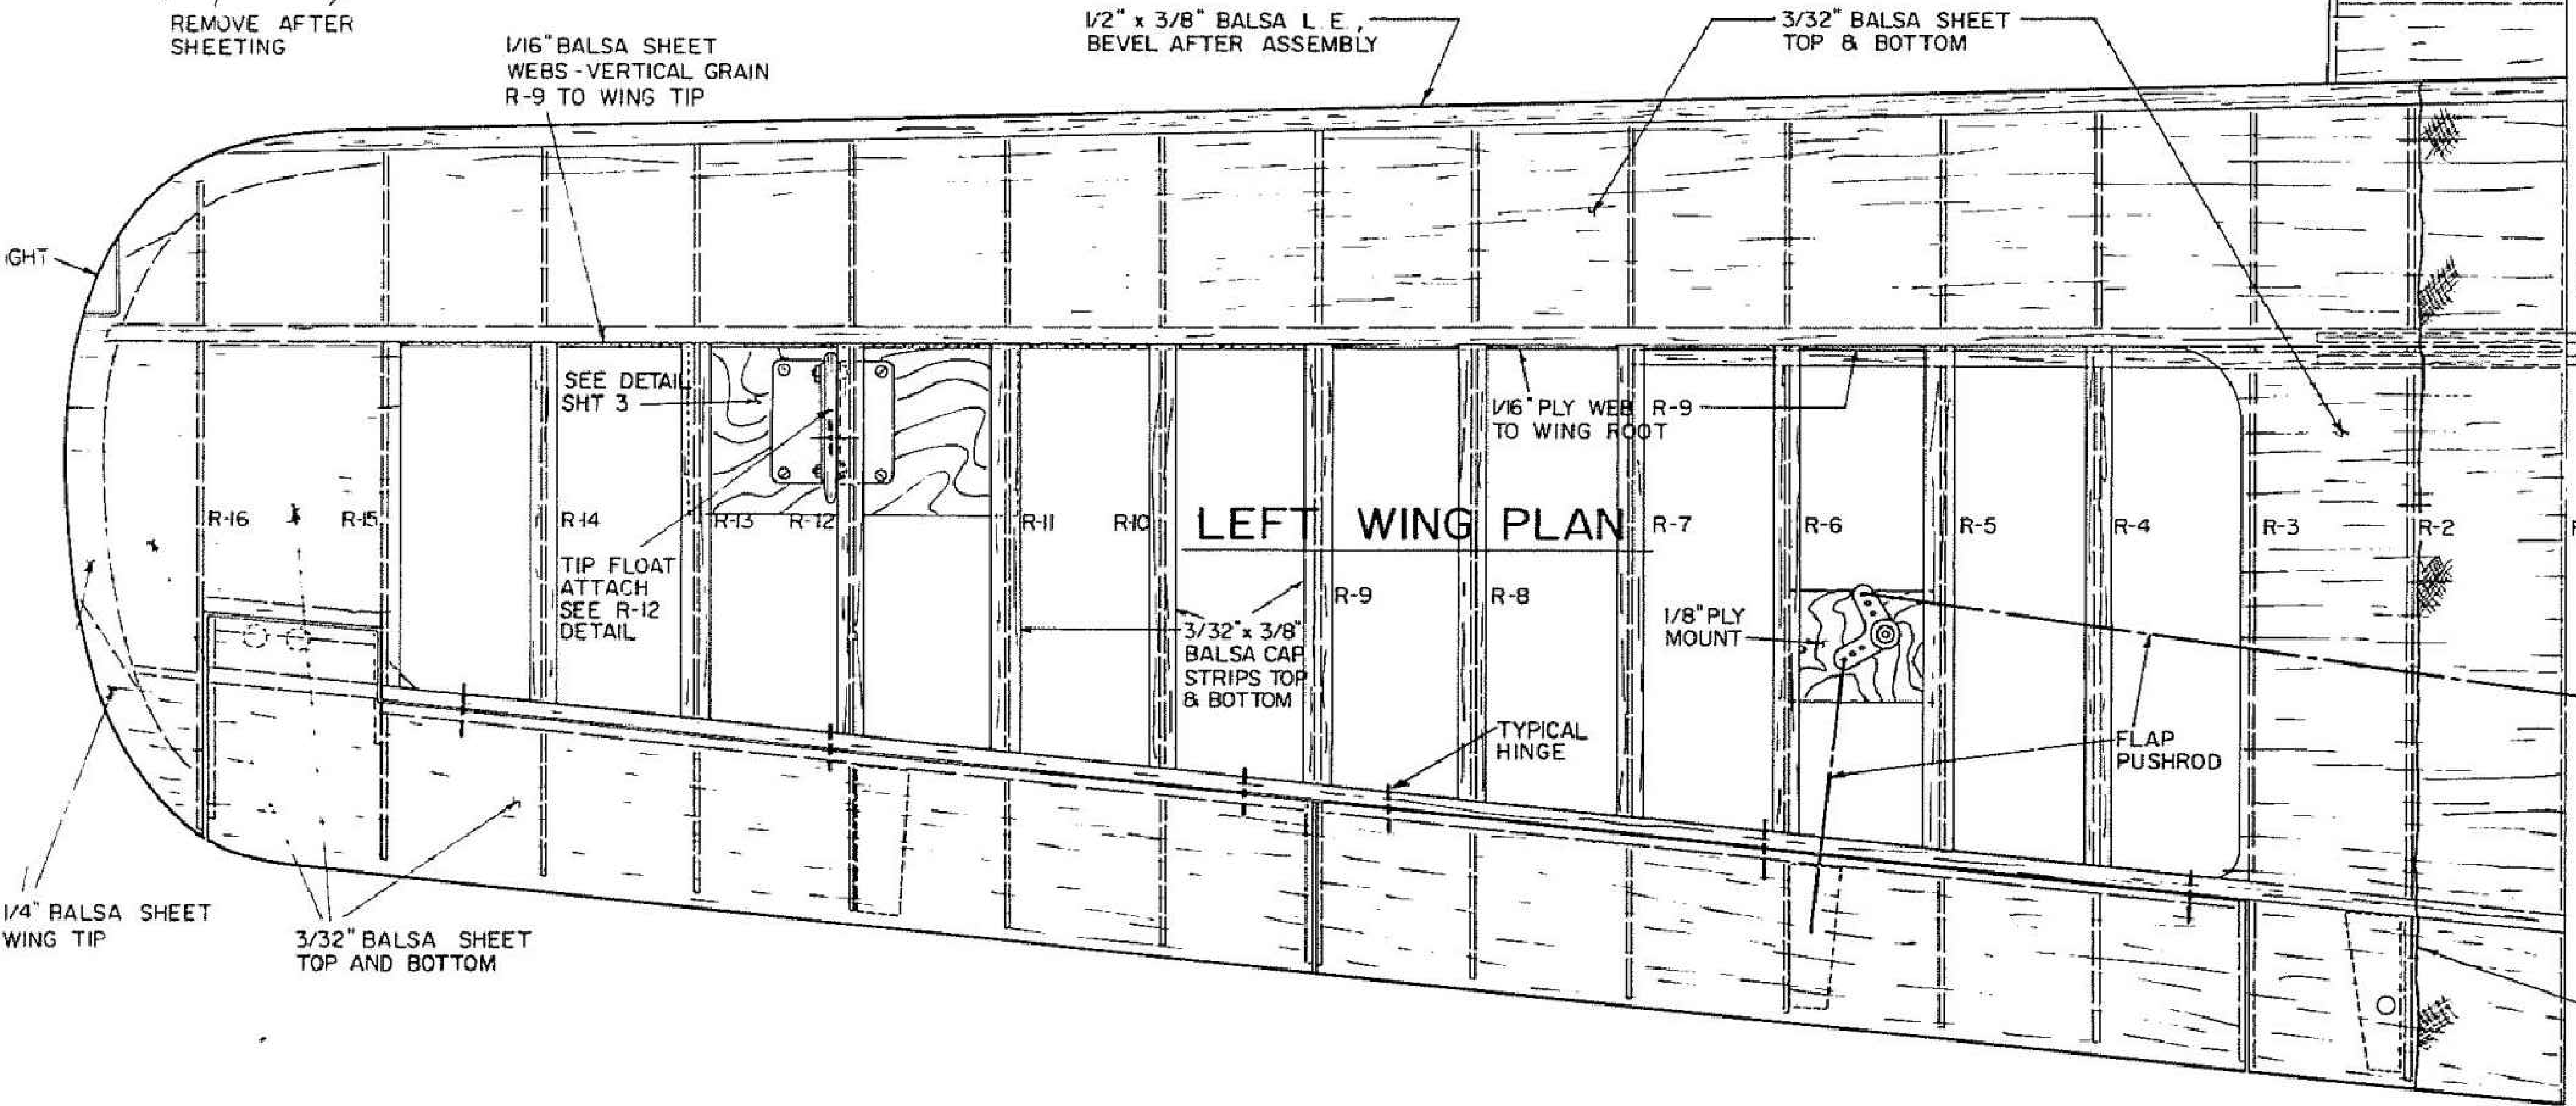 REMOVE AFTER
SHEETING
1/16" BALSA SHEET
WEBS - VERTICAL GRAIN
R-9 TO WING TIP
1/2" x 3/8" BALSA L.E.,
BEVEL AFTER ASSEMBLY
3/32" BALSA SHEET
TOP & BOTTOM
IGHT
SEE DETAIL
SHT 3
1/16" PLY WEB R-9
TO WING ROOT
R-16
R-15
R-14
R-13
R-12
R-11
R-10
LEFT WING PLAN
R-7
R-6
R-5
R-4
R-3
R-2
TIP FLOAT
ATTACH
SEE R-12
DETAIL
R-9
R-8
3/32" x 3/8"
BALSA CAP
STRIPS TOP
& BOTTOM
1/8" PLY
MOUNT
TYPICAL
HINGE
FLAP
PUSHROD
1/4" BALSA SHEET
WING TIP
3/32" BALSA SHEET
TOP AND BOTTOM